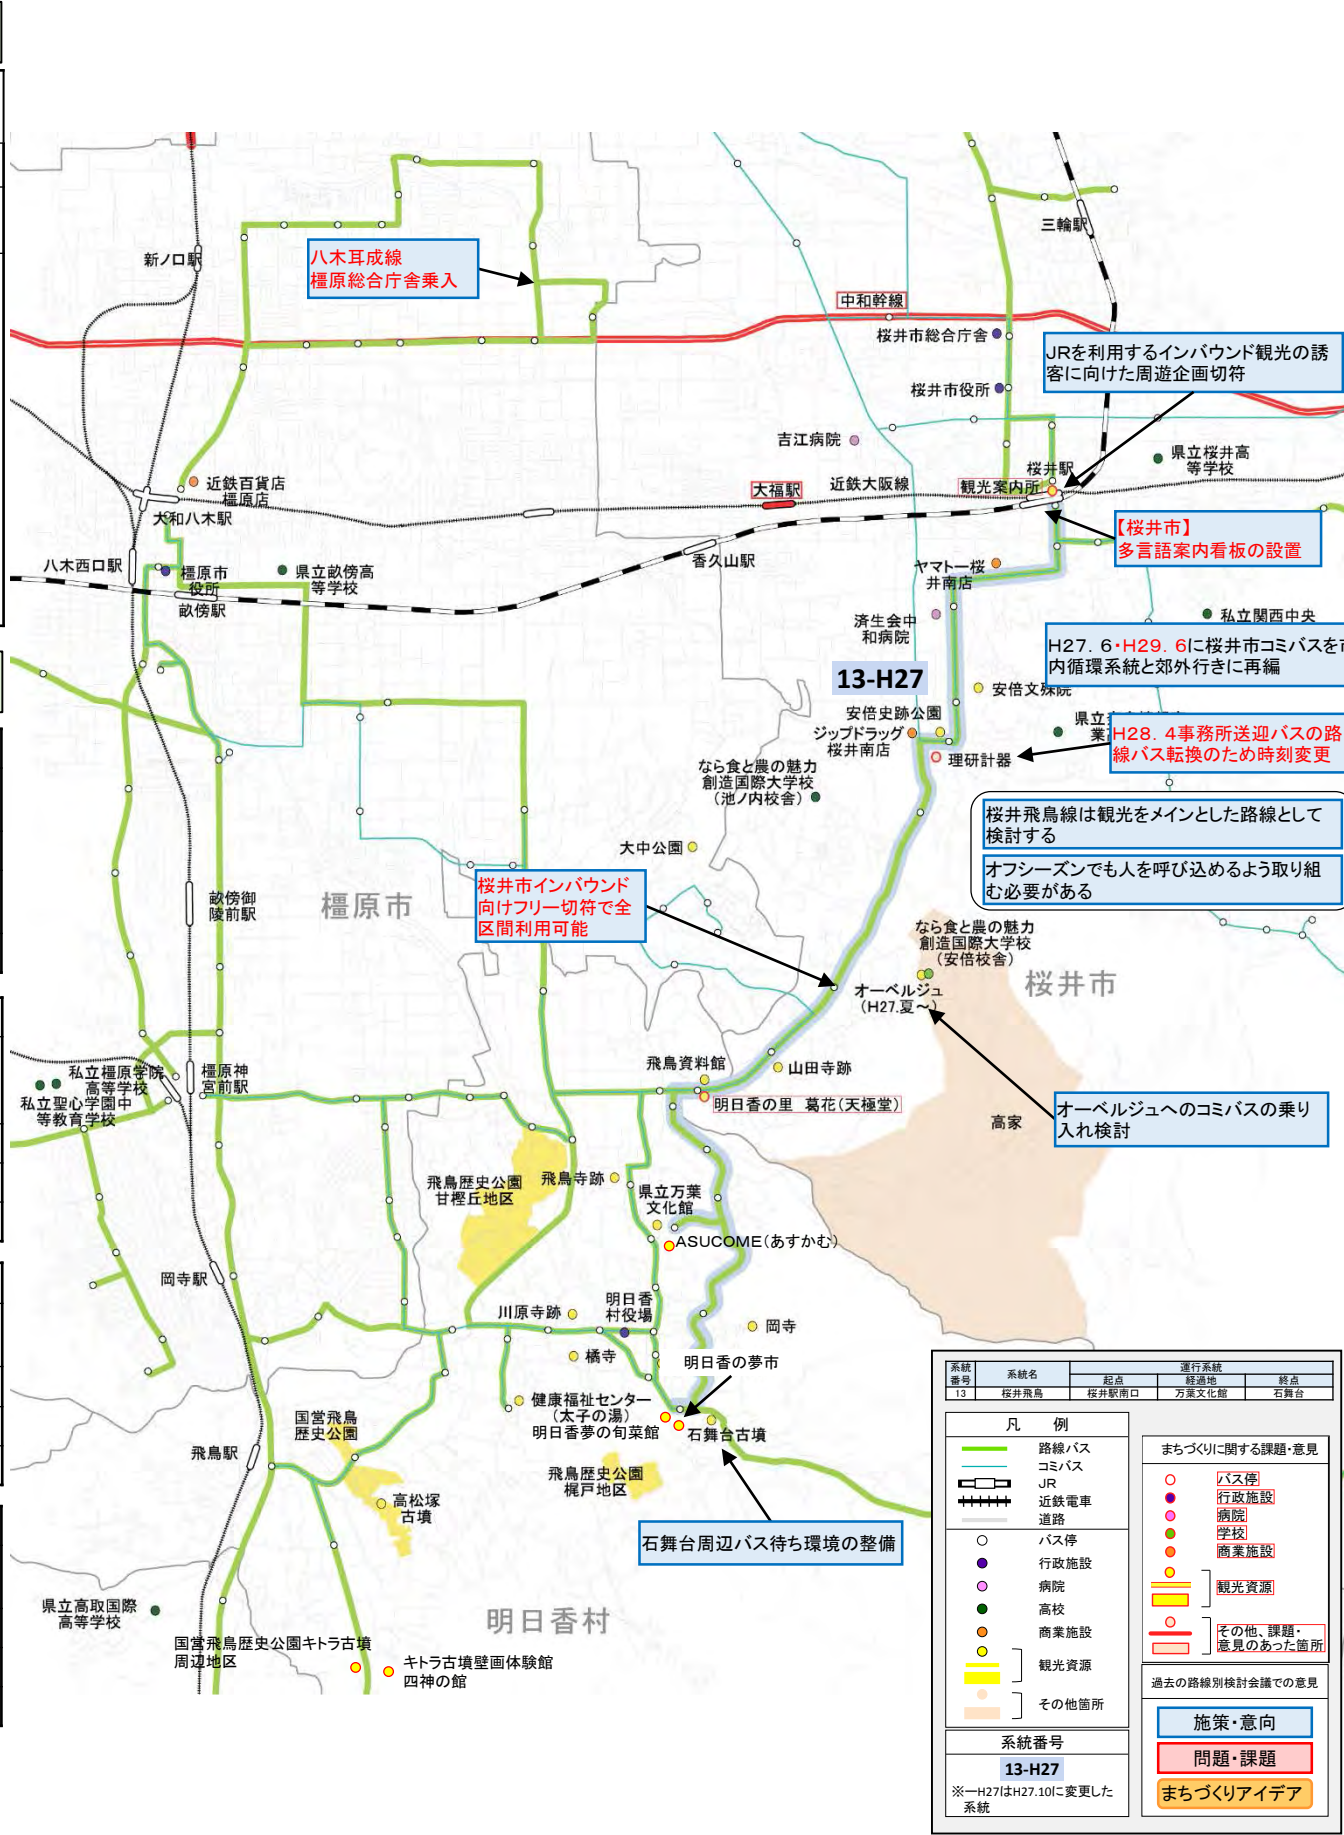 三輪駅
新ノ口駅
八木耳成線
橿原総合庁舎乗入
中和幹線
桜井市総合庁舎
JRを利用するインバウンド観光の誘
客に向けた周遊企画切符
桜井市役所
吉江病院
県立桜井高
等学校
桜井駅
近鉄百貨店
橿原店
大福駅
近鉄大阪線
観光案内所
大和八木駅
【桜井市】
多言語案内看板の設置
八木西口駅
橿原市
役所
県立畝傍高
等学校
香久山駅
ヤマトー桜
井南店
畝傍駅
済生会中
和病院
私立関西中央
H27.6・H29.6に桜井市コミバスを市
内循環系統と郊外行きに再編
13-H27
安倍文殊院
安倍史跡公園
ジップドラッグ
桜井南店
県立
業
H28.4事務所送迎バスの路
線バス転換のため時刻変更
理研計器
なら食と農の魅力
創造国際大学校
（池ノ内校舎）
桜井飛鳥線は観光をメインとした路線として
検討する
大中公園
オフシーズンでも人を呼び込めるよう取り組
む必要がある
桜井市インバウンド
向けフリー切符で全
区間利用可能
畝傍御
陵前駅
橿原市
なら食と農の魅力
創造国際大学校
（安倍校舎）
桜井市
オーベルジュ
（H27.夏～）
飛鳥資料館
山田寺跡
私立橿原学院
高等学校
橿原神
宮前駅
私立聖心学園中
等教育学校
明日香の里 葛花（天極堂）
オーベルジュへのコミバスの乗り
入れ検討
高家
飛鳥歴史公園
甘樫丘地区
飛鳥寺跡
県立万葉
文化館
ASUCOME（あすかむ）
岡寺駅
川原寺跡
明日香
村役場
岡寺
橘寺
明日香の夢市
健康福祉センター
（太子の湯）
明日香夢の旬菜館
石舞台古墳
国営飛鳥
歴史公園
飛鳥駅
飛鳥歴史公園
梶戸地区
高松塚
古墳
石舞台周辺バス待ち環境の整備
県立高取国際
高等学校
明日香村
国営飛鳥歴史公園キトラ古墳
周辺地区
キトラ古墳壁画体験館
四神の館
系統
番号
系統名
運行系統
起点 経過地 終点
13 桜井飛鳥 桜井駅南口 万葉文化館 石舞台
凡 例
路線バス
コミバス
JR
近鉄電車
道路
バス停
行政施設
病院
高校
商業施設
観光資源
その他箇所
系統番号
13-H27
※ーH27はH27.10に変更した
系統
まちづくりに関する課題・意見
バス停
行政施設
病院
学校
商業施設
観光資源
その他、課題・
意見のあった箇所
過去の路線別検討会議での意見
施策・意向
問題・課題
まちづくりアイデア